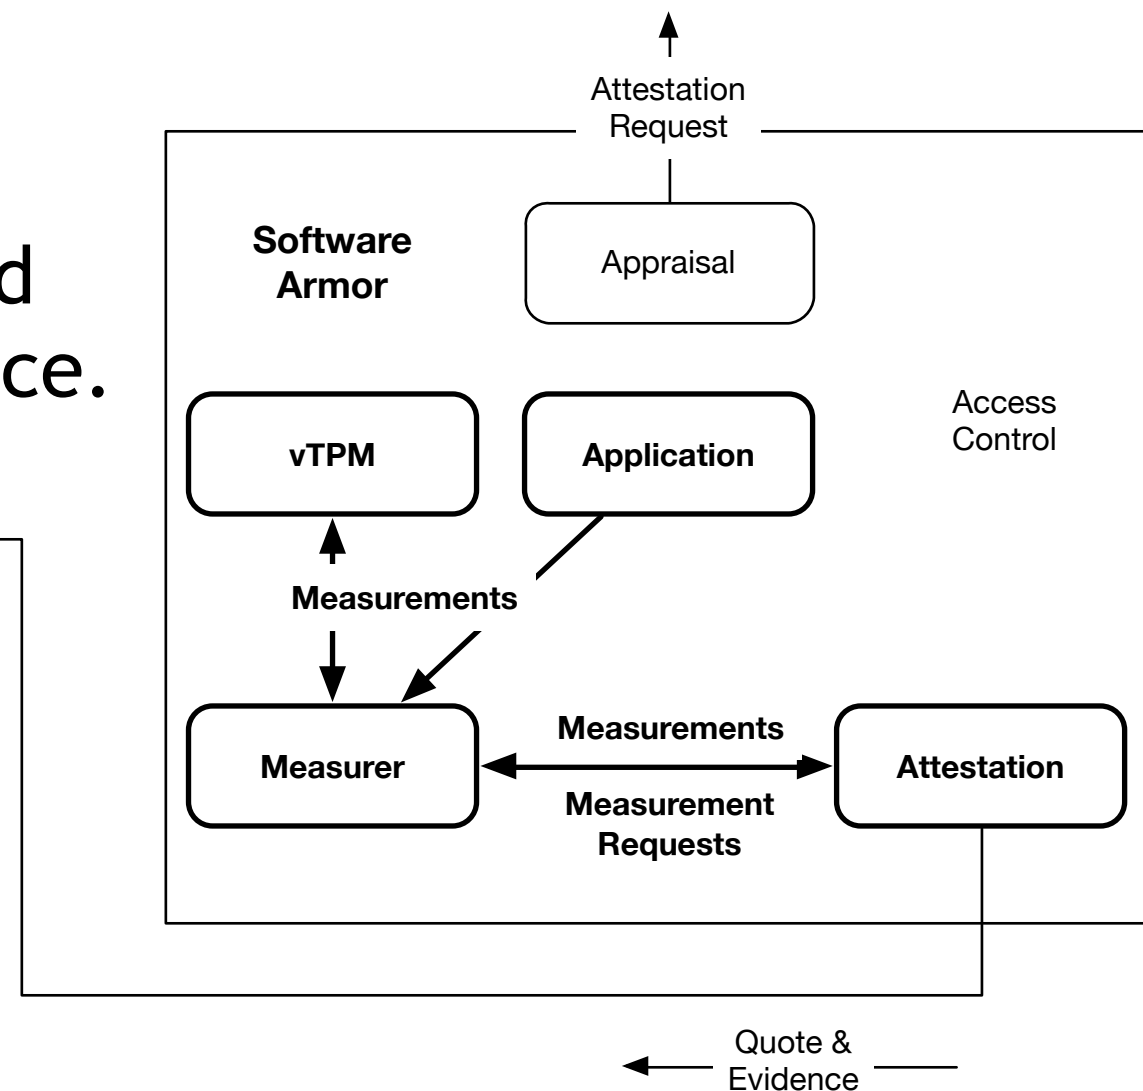 Attestation
Request
Software
Armor
Appraisal
d
ce.
vTPM
Application
Access
Control
Measurements
Measurer
Measurements
Measurement
Requests
Attestation
Quote &
Evidence